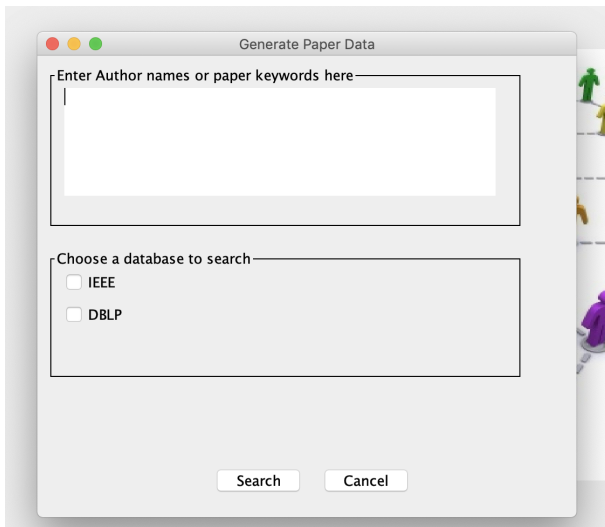 Generate Paper Data
Enter Author names or paper keywords here
Choose a database to search
IEEE
DBLP
Search Cancel